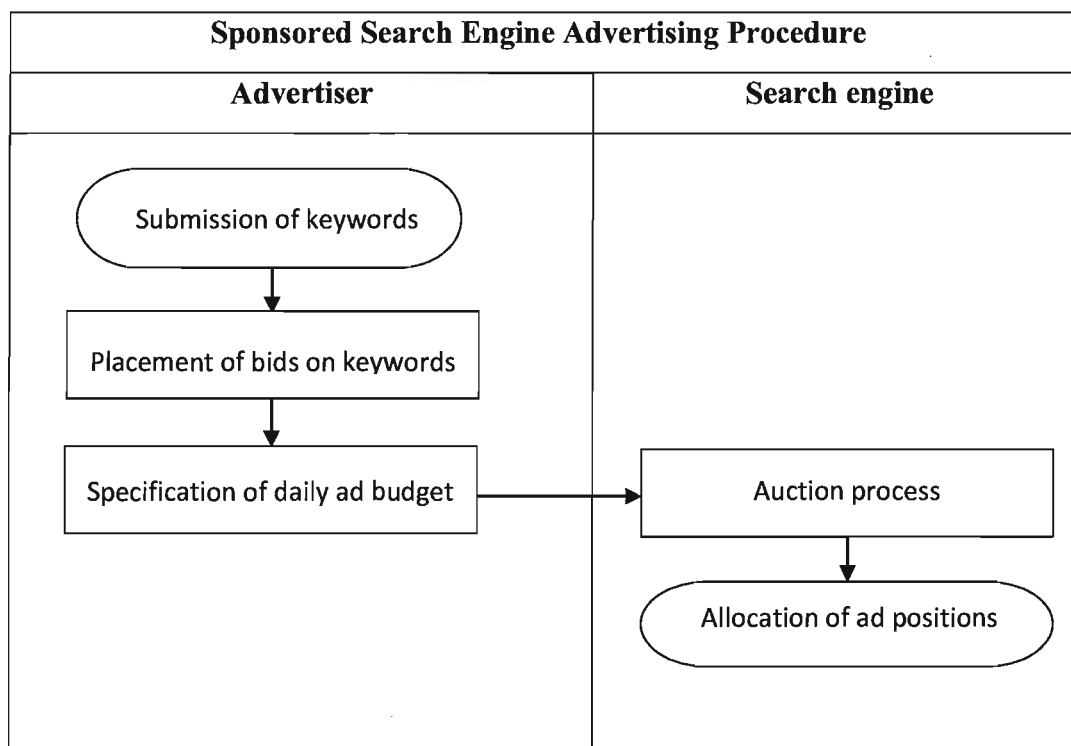 Sponsored Search Engine Advertising Procedure
Advertiser
Search engine
Submission of keywords
Placement of bids on keywords
Specification of daily ad budget
Auction process
Allocation of ad positions